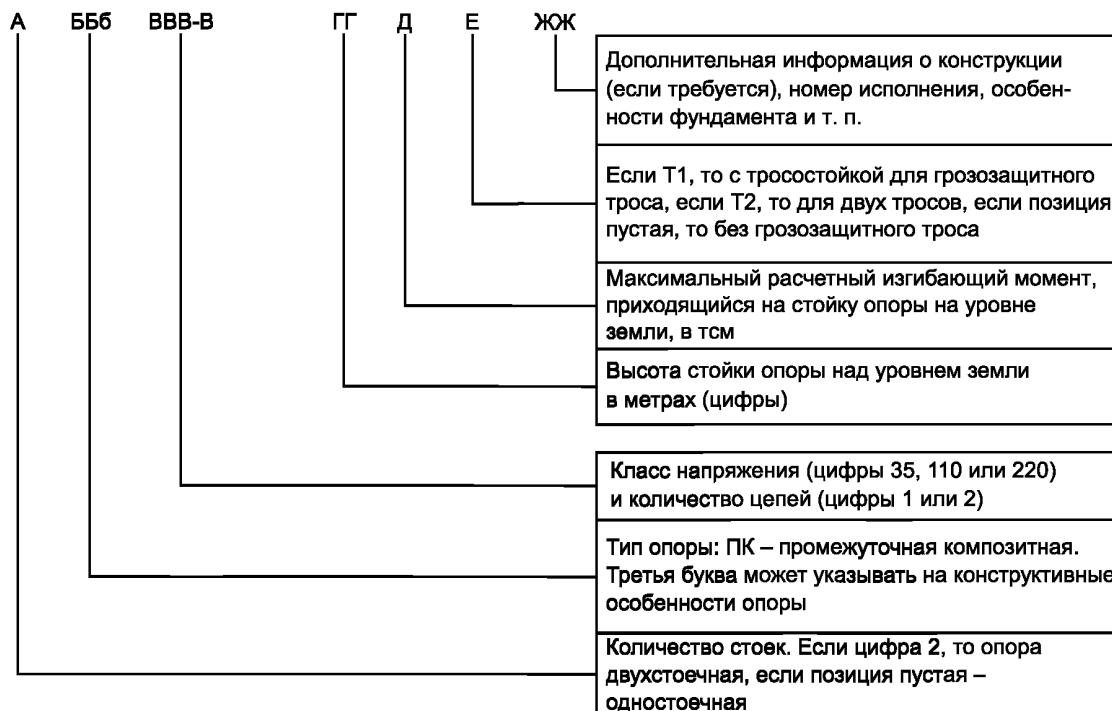 А ББб ВВВ-В ГГ Д Е ЖЖ
Дополнительная информация о конструкции
(если требуется), номер исполнения, особен-
ности фундамента и т. п.
Если Т1, то с тросостойкой для грозозащитного
троса, если Т2, то для двух тросов, если позиция
пустая, то без грозозащитного троса
Максимальный расчетный изгибающий момент,
приходящийся на стойку опоры на уровне
земли, в тсм
Высота стойки опоры над уровнем земли
в метрах (цифры)
Класс напряжения (цифры 35, 110 или 220)
и количество цепей (цифры 1 или 2)
Тип опоры: ПК – промежуточная композитная.
Третья буква может указывать на конструктивные
особенности опоры
Количество стоек. Если цифра 2, то опора
двухстоечная, если позиция пустая –
одностоечная